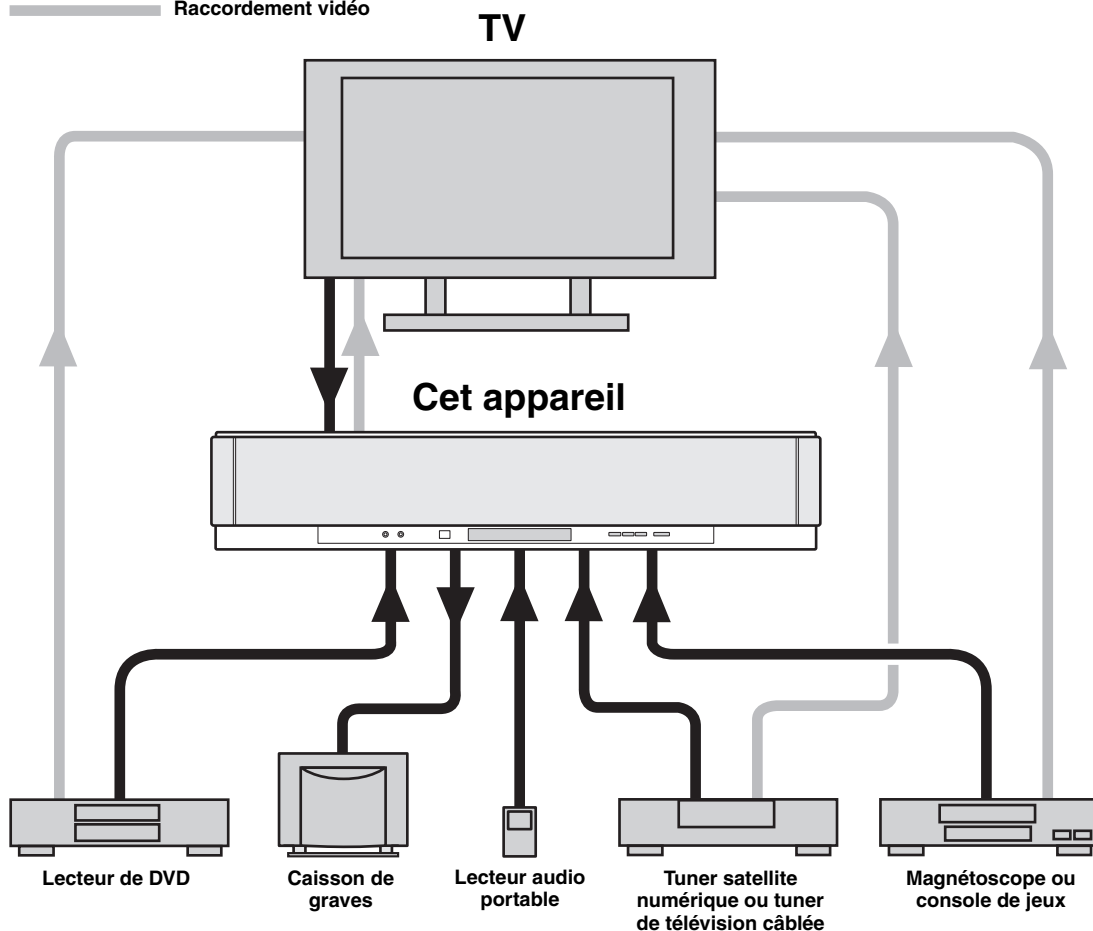 Raccordement vidéo
TV
Cet appareil
Lecteur de DVD
Caisson de
graves
Lecteur audio
portable
Tuner satellite
numérique ou tuner
de télévision câblée
Magnétoscope ou
console de jeux